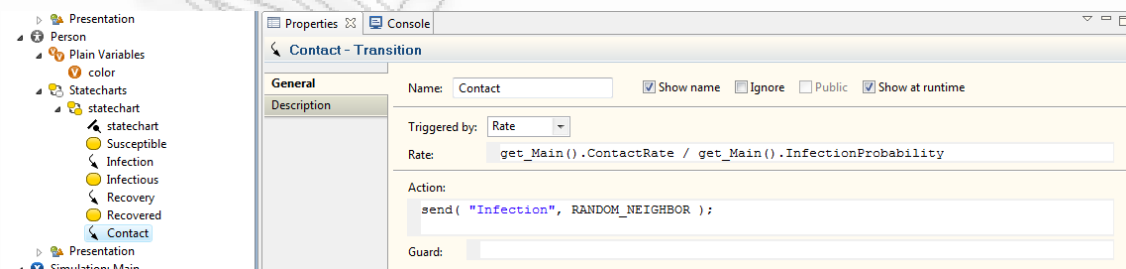 Presentation
Person
Plain Variables
color
Statecharts
statechart
statechart
Susceptible
Infection
Infectious
Recovery
Recovered
Contact
Presentation
Simulation: Main
Properties Console
Contact - Transition
General
Description
Name: Contact Show name Ignore Public Show at runtime
Triggered by: Rate
Rate: get_Main().ContactRate / get_Main().InfectionProbability
Action:
send( "Infection", RANDOM_NEIGHBOR );
Guard: